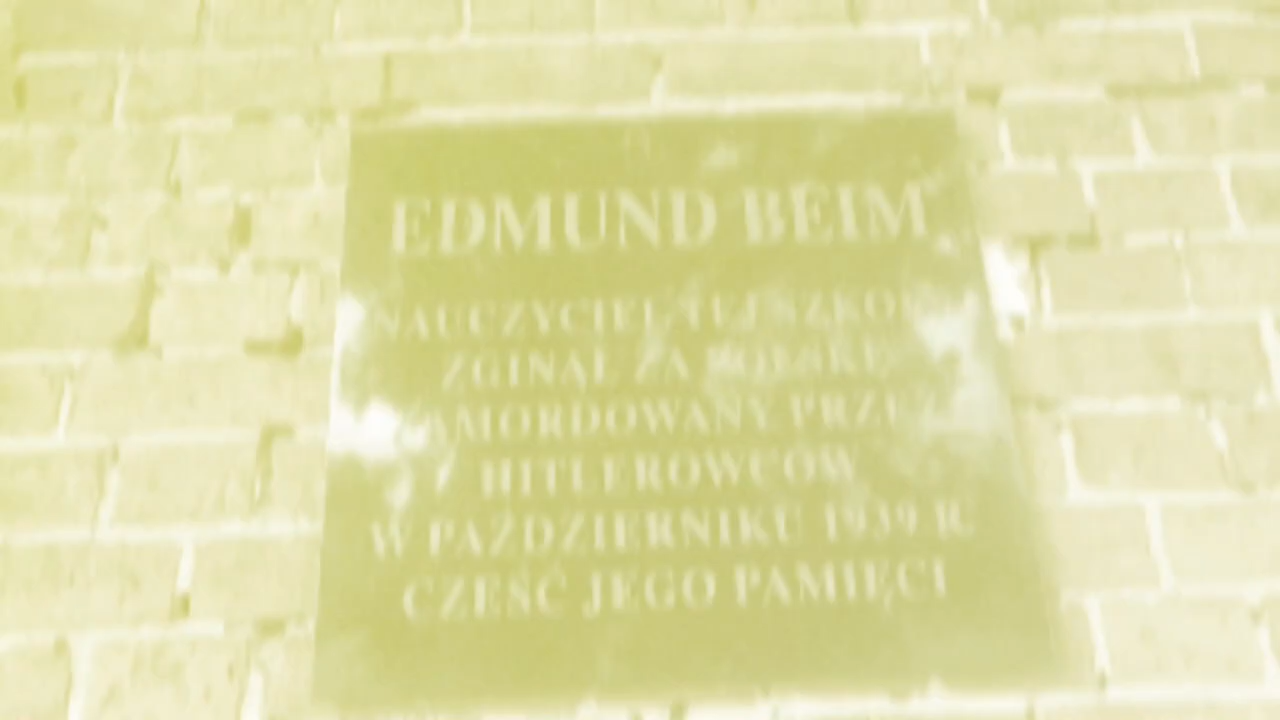 EDMUND BEIM
NAUCZYCIEL TEJ SZKOŁY
ZGINĄŁ ZA POLSKĘ
ZAMORDOWANY PRZEZ
HITLEROWCÓW
W PAŹDZIERNIKU 1939 R.
CZEŚĆ JEGO PAMIĘCI